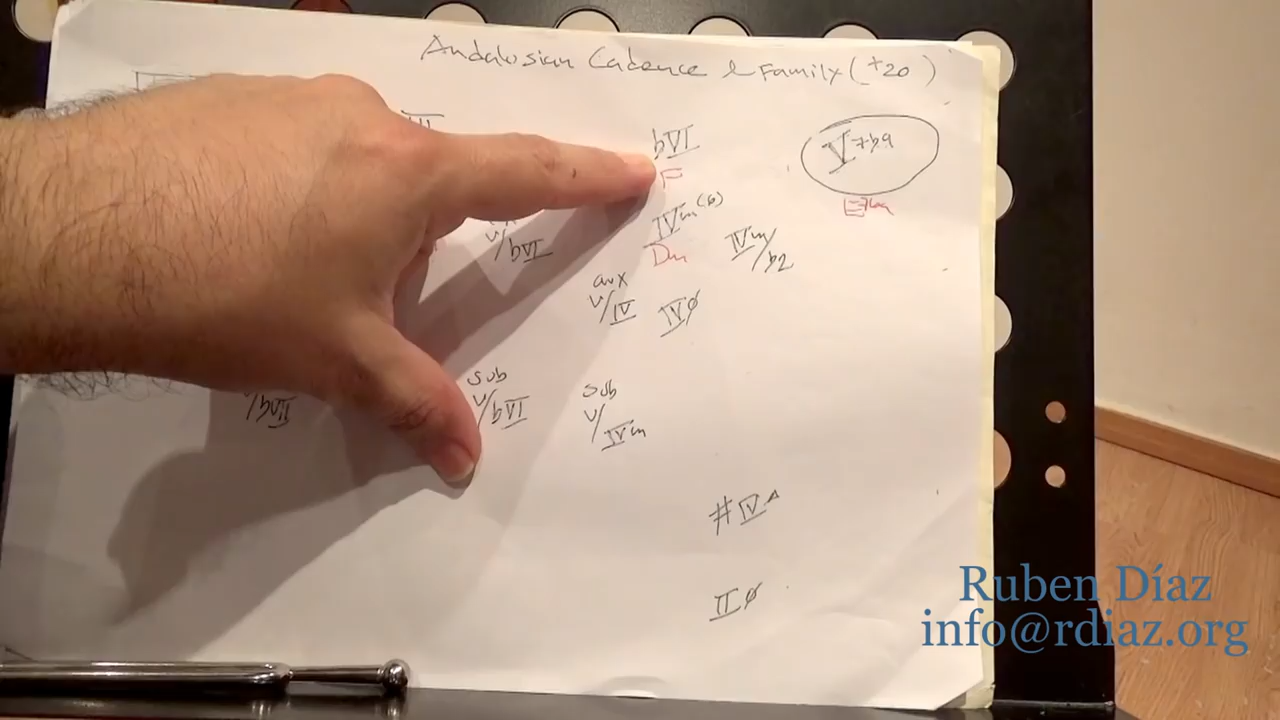 Andalusian Cadence & Family (+20)
bVI
V7b9
F
E7b9
IVm(6)
V/bVI
Dm
IVm/b2
aux
V/IV
IVø
sub
V/bVI
sub
V/IVm
V/bVII
#IVΔ
IIø
Ruben Díaz
info@rdiaz.org